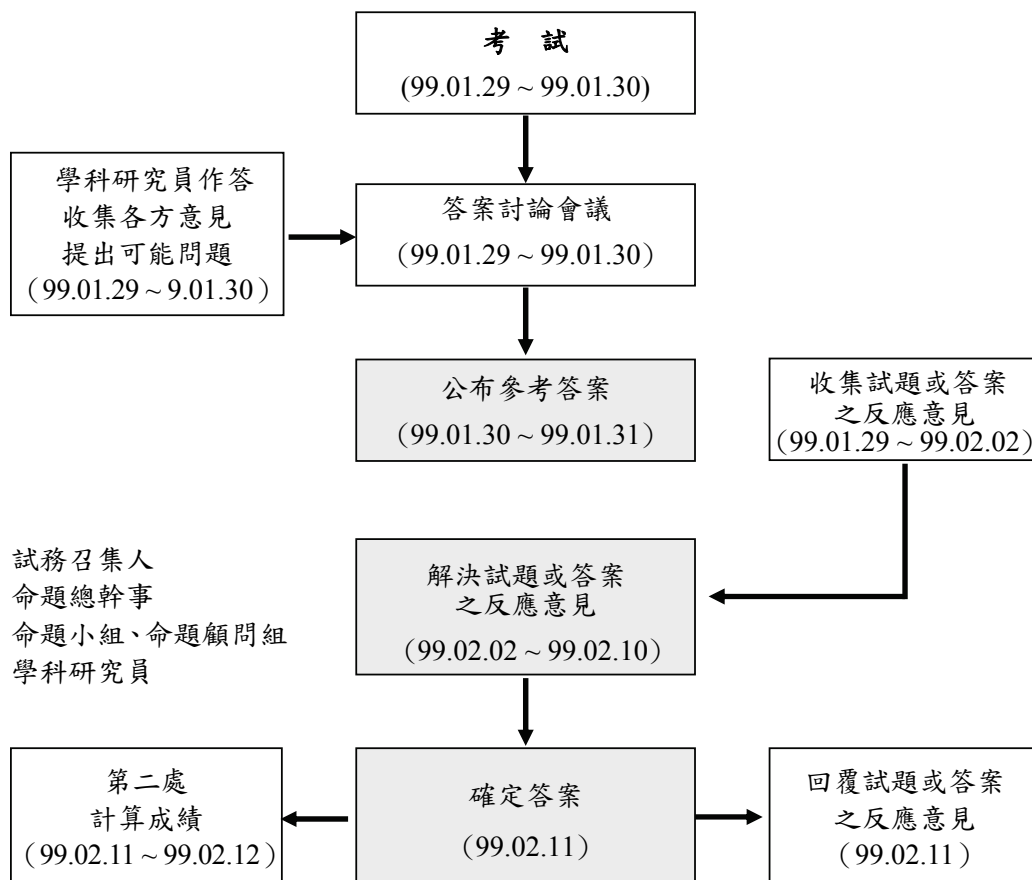 考 試
(99.01.29 ~ 99.01.30)
學科研究員作答
收集各方意見
提出可能問題
（99.01.29 ~ 9.01.30）
答案討論會議
(99.01.29 ~ 99.01.30)
公布參考答案
(99.01.30 ~ 99.01.31)
收集試題或答案
之反應意見
（99.01.29 ~ 99.02.02）
試務召集人
命題總幹事
命題小組、命題顧問組
學科研究員
解決試題或答案
之反應意見
（99.02.02 ~ 99.02.10）
第二處
計算成績
（99.02.11 ~ 99.02.12）
確定答案
(99.02.11)
回覆試題或答案
之反應意見
（99.02.11）